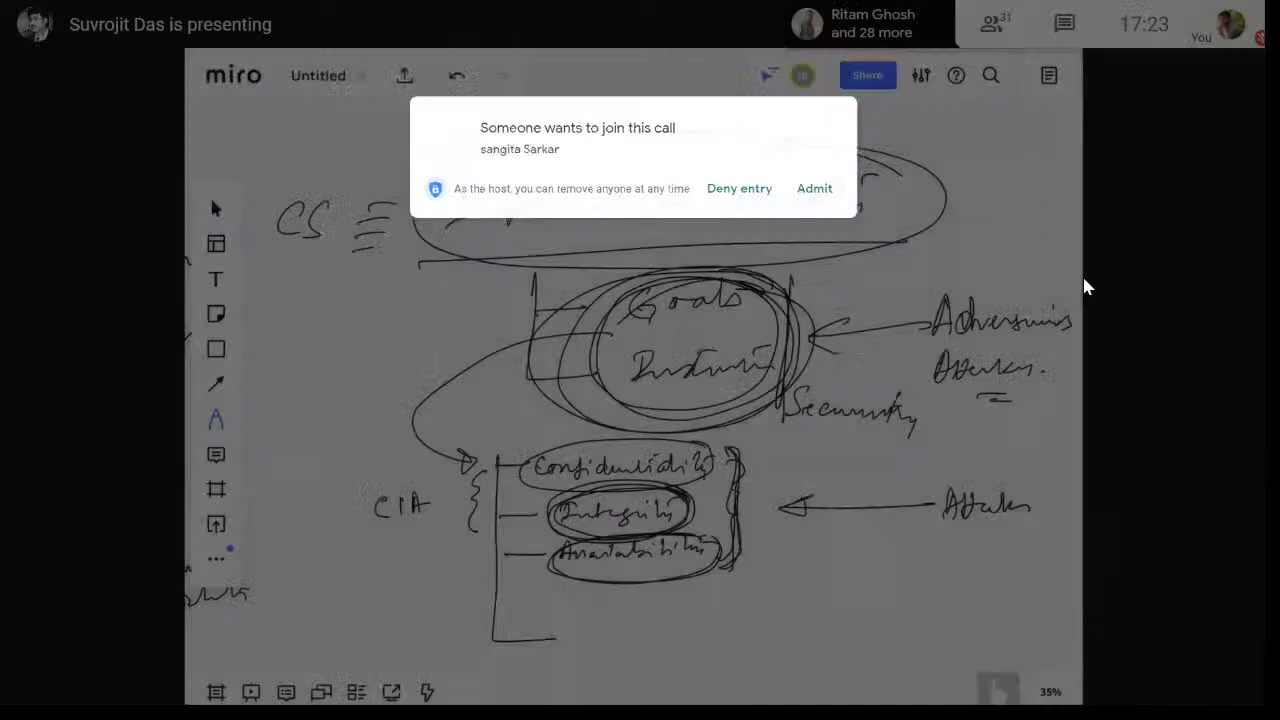 Suvrojit Das is presenting
Ritam Ghosh
and 28 more
31
17:23
You
miro
Untitled
Share
Someone wants to join this call
sangita Sarkar
As the host, you can remove anyone at any time
Deny entry
Admit
CS ≡
Goals
Security
Attacks.
CIA
Confidentiality
Integrity
Availability
Attacks
35%